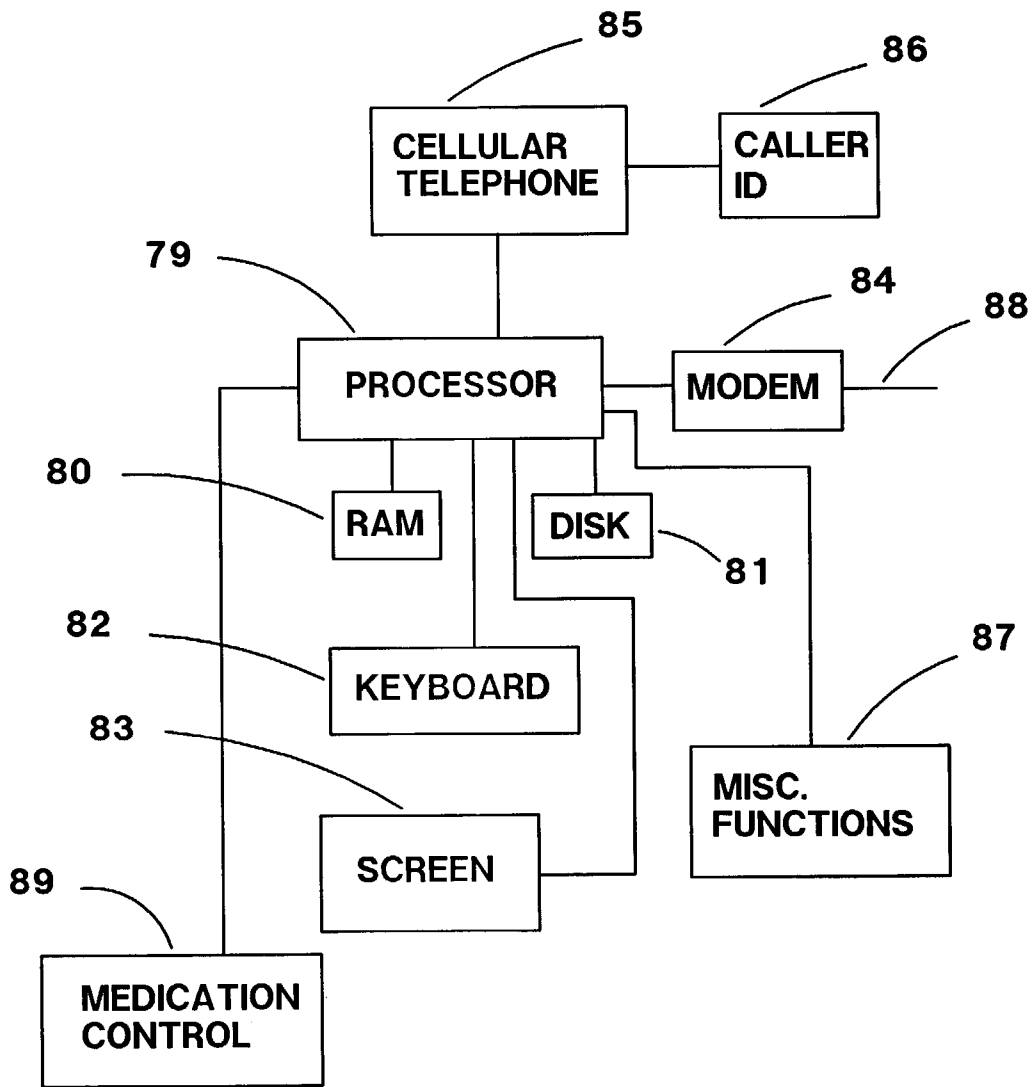 85
86
CELLULAR
TELEPHONE
CALLER
ID
79
84
88
PROCESSOR
MODEM
80
RAM
DISK
81
82
KEYBOARD
87
83
MISC.
FUNCTIONS
SCREEN
89
MEDICATION
CONTROL